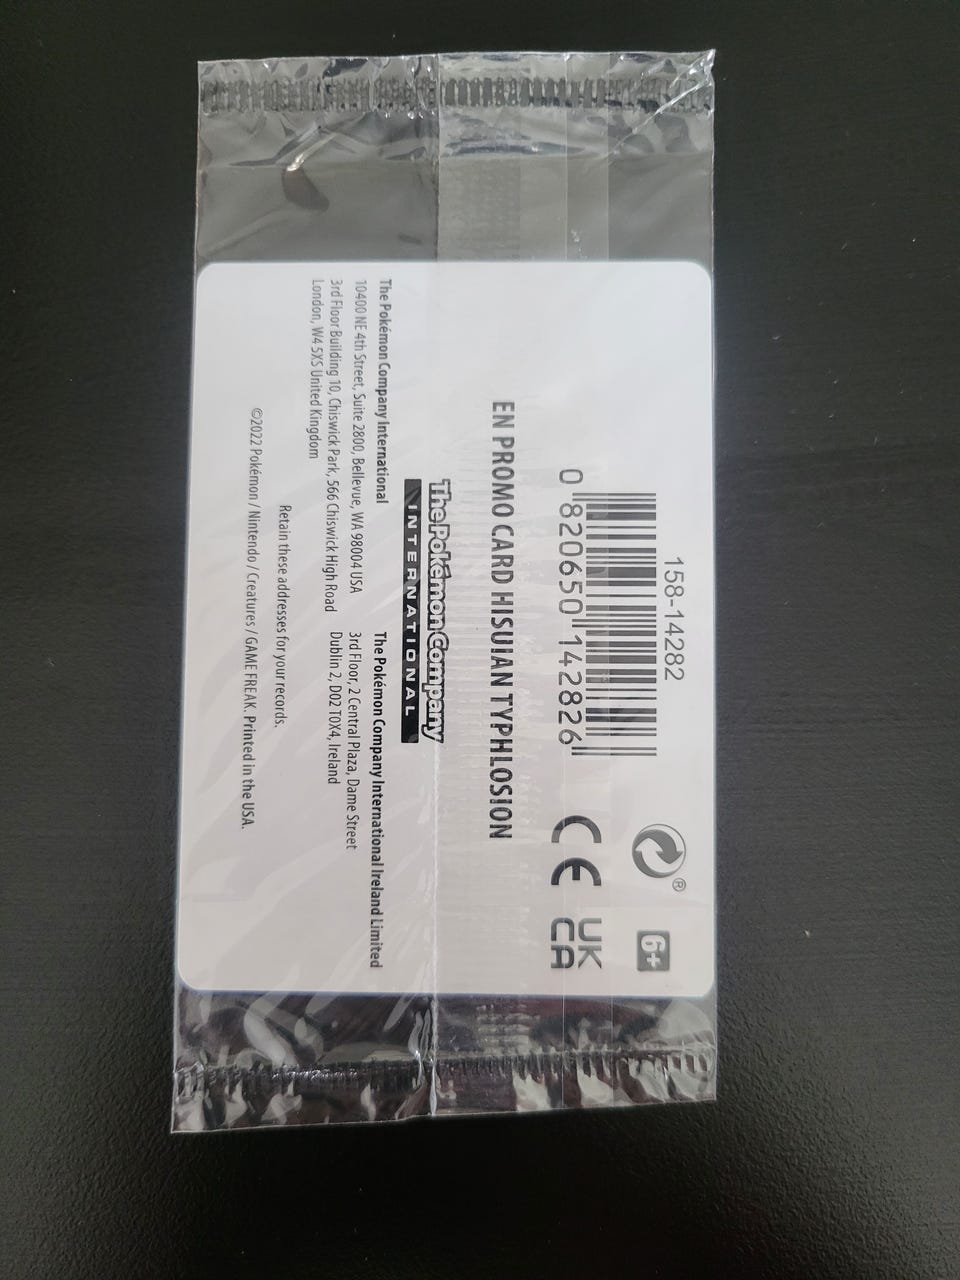 158-14282
0 820650 142826
6+
CE
UK
CA
EN PROMO CARD HISUIAN TYPHLOSION
The Pokémon Company
INTERNATIONAL
The Pokémon Company International
10400 NE 4th Street, Suite 2800, Bellevue, WA 98004 USA
3rd Floor Building 10, Chiswick Park, 566 Chiswick High Road
London, W4 5XS United Kingdom
The Pokémon Company International Ireland Limited
3rd Floor, 2 Central Plaza, Dame Street
Dublin 2, D02 T0X4, Ireland
Retain these addresses for your records.
©2022 Pokémon / Nintendo / Creatures / GAME FREAK. Printed in the USA.